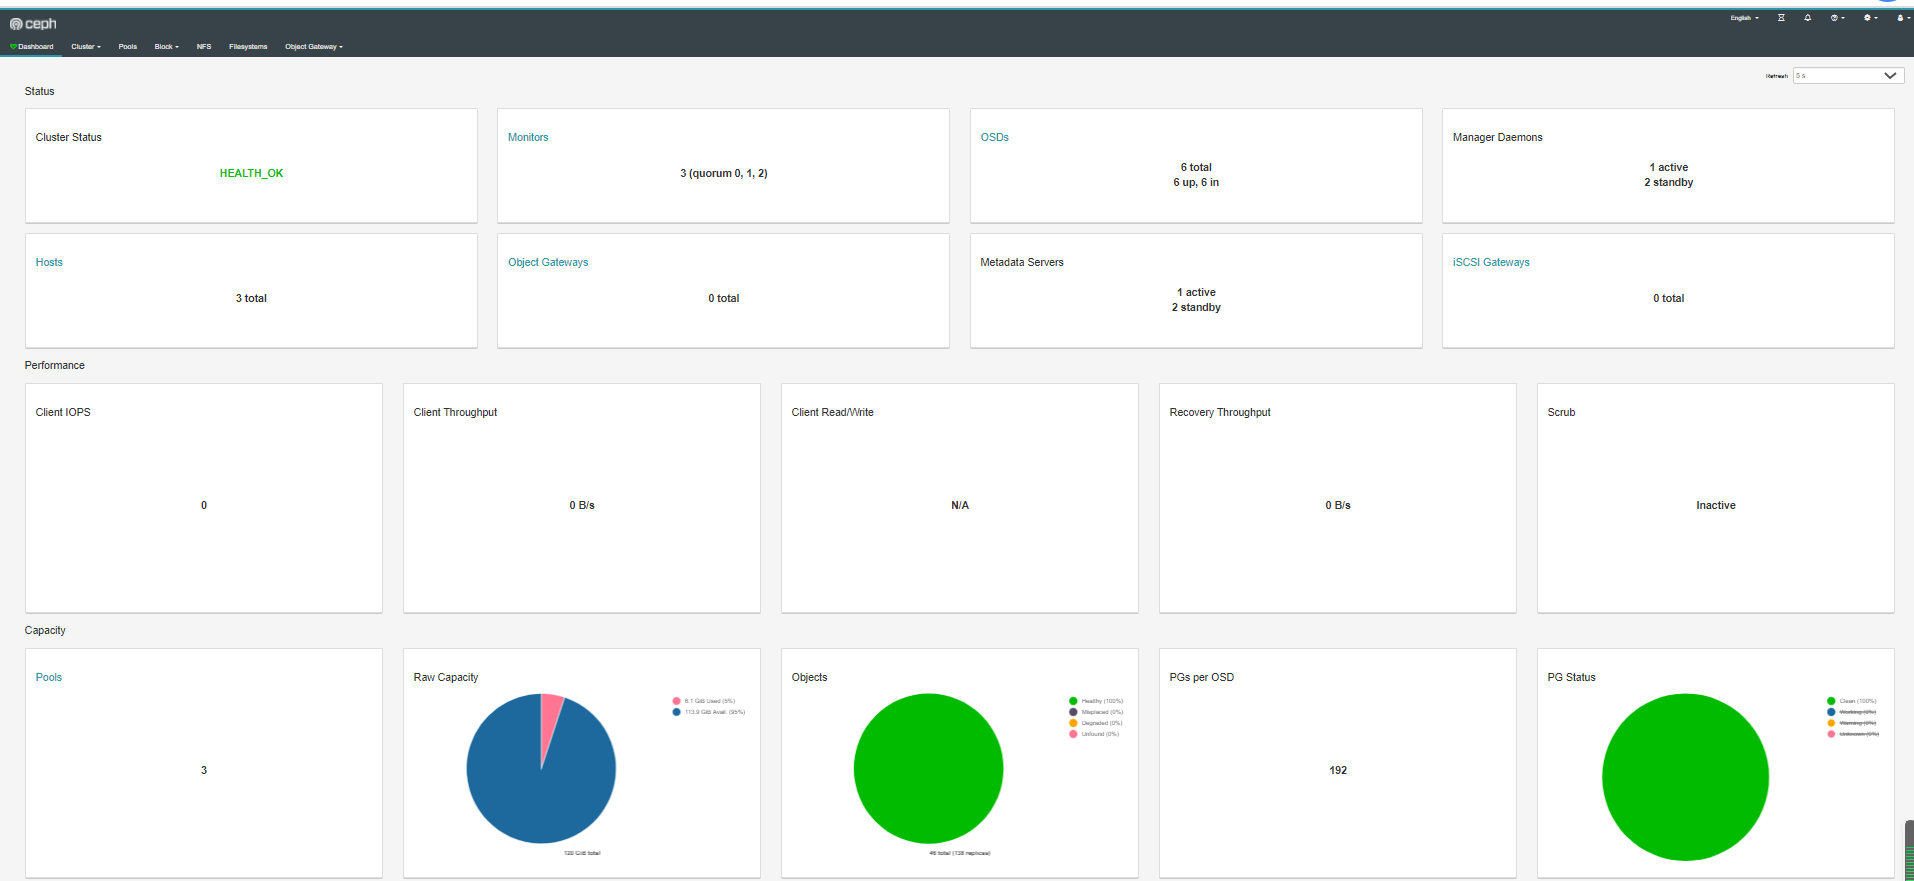 ceph
English
Dashboard Cluster Pools Block NFS Filesystems Object Gateway
Refresh 5 s
Status
Cluster Status
HEALTH_OK
Monitors
3 (quorum 0, 1, 2)
OSDs
6 total
6 up, 6 in
Manager Daemons
1 active
2 standby
Hosts
3 total
Object Gateways
0 total
Metadata Servers
1 active
2 standby
iSCSI Gateways
0 total
Performance
Client IOPS
0
Client Throughput
0 B/s
Client Read/Write
N/A
Recovery Throughput
0 B/s
Scrub
Inactive
Capacity
Pools
3
Raw Capacity
6.1 GiB Used (5%)
113.9 GiB Avail. (95%)
120 GiB total
Objects
Healthy (100%)
Misplaced (0%)
Degraded (0%)
Unfound (0%)
46 total (138 replicas)
PGs per OSD
192
PG Status
Clean (100%)
Working (0%)
Warning (0%)
Unknown (0%)